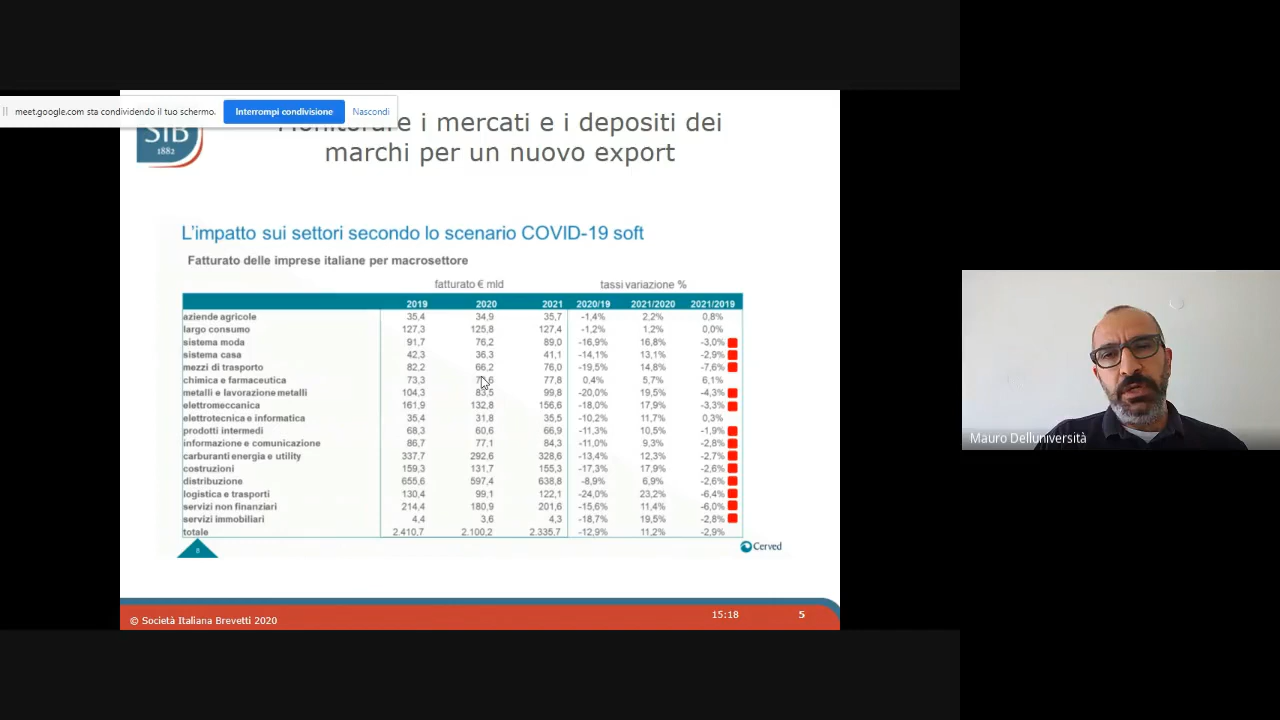 meet.google.com sta condividendo il tuo schermo. Interrompi condivisione Nascondi
SIB
1882
Monitorare i mercati e i depositi dei
marchi per un nuovo export
L'impatto sui settori secondo lo scenario COVID-19 soft
Fatturato delle imprese italiane per macrosettore
fatturato € mld tassi variazione %
2019 2020 2021 2020/19 2021/2020 2021/2019
aziende agricole 35,4 34,9 35,7 -1,4% 2,2% 0,8%
largo consumo 127,3 125,8 127,4 -1,2% 1,2% 0,0%
sistema moda 91,7 76,2 89,0 -16,9% 16,8% -3,0%
sistema casa 42,3 36,3 41,1 -14,1% 13,1% -2,9%
mezzi di trasporto 82,2 66,2 76,0 -19,5% 14,8% -7,6%
chimica e farmaceutica 73,3 77,8 0,4% 5,7% 6,1%
metalli e lavorazione metalli 104,3 83,5 99,8 -20,0% 19,5% -4,3%
elettromeccanica 161,9 132,8 156,6 -18,0% 17,9% -3,3%
elettrotecnica e informatica 35,4 31,8 35,5 -10,2% 11,7% 0,3%
prodotti intermedi 68,3 60,6 66,9 -11,3% 10,5% -1,9%
informazione e comunicazione 86,7 77,1 84,3 -11,0% 9,3% -2,8%
carburanti energia e utility 337,7 292,6 328,6 -13,4% 12,3% -2,7%
costruzioni 159,3 131,7 155,3 -17,3% 17,9% -2,6%
distribuzione 655,6 597,4 638,8 -8,9% 6,9% -2,6%
logistica e trasporti 130,4 99,1 122,1 -24,0% 23,2% -6,4%
servizi non finanziari 214,4 180,9 201,6 -15,6% 11,4% -6,0%
servizi immobiliari 4,4 3,6 4,3 -18,7% 19,5% -2,8%
totale 2.410,7 2.100,2 2.335,7 -12,9% 11,2% -2,9%
8
Cerved
© Società Italiana Brevetti 2020
15:18 5
Mauro Delluniversità